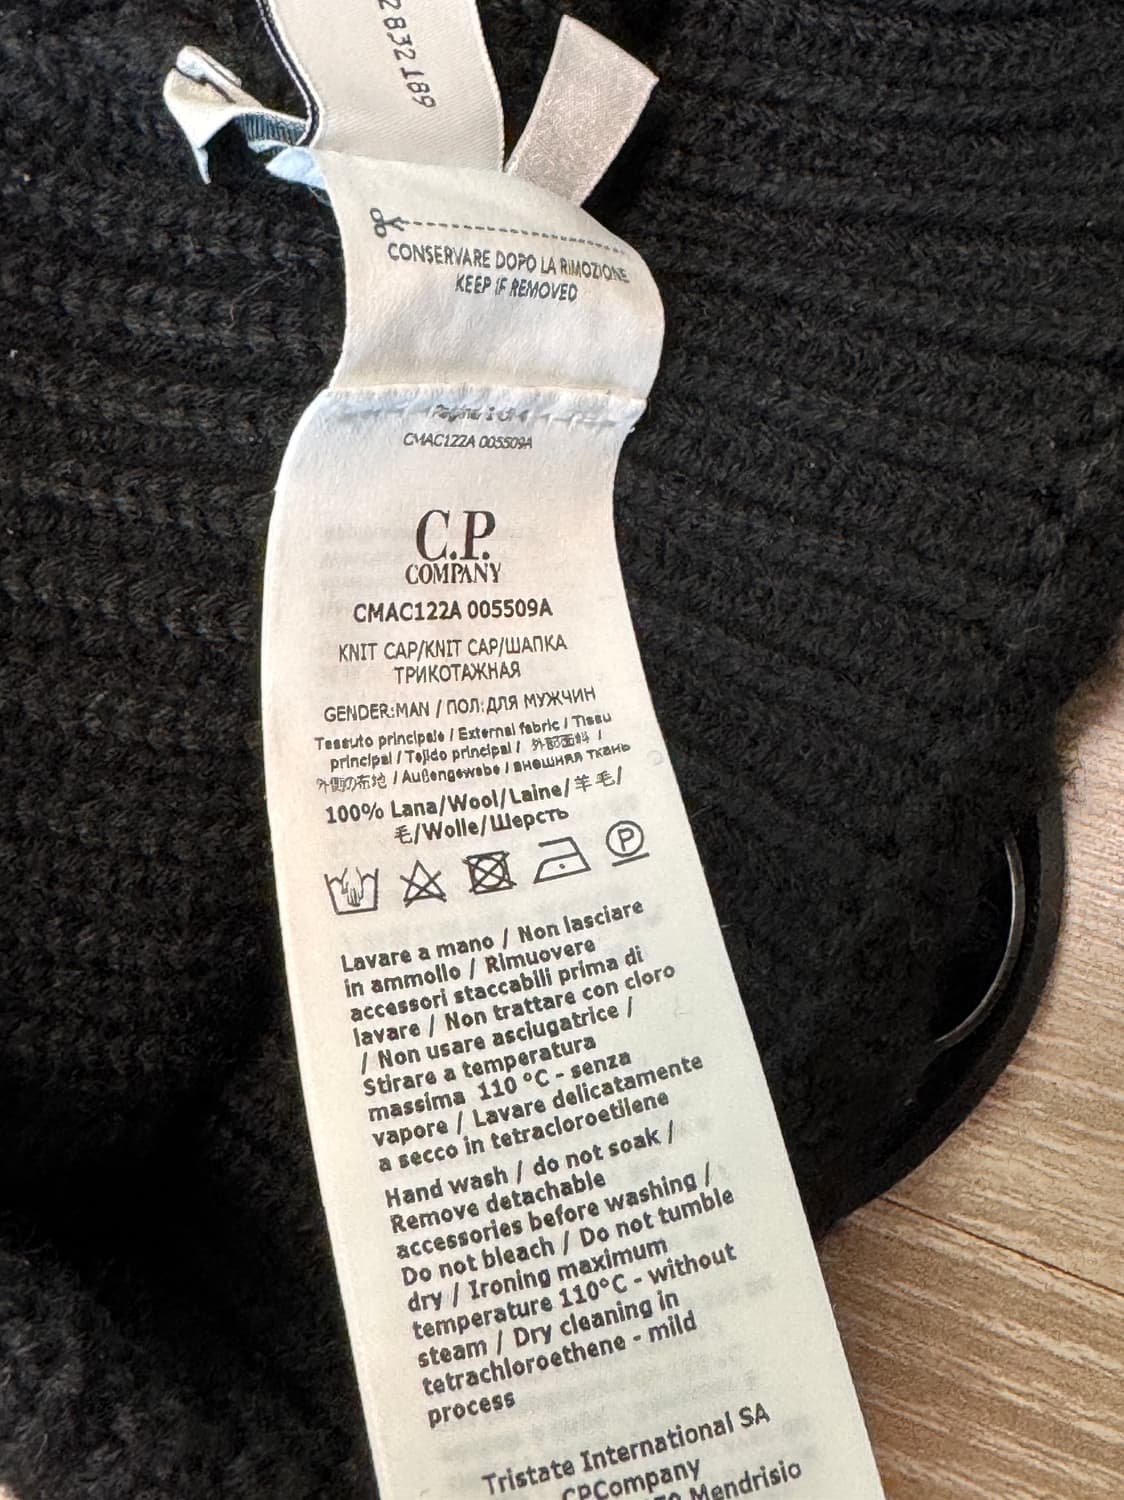 2832189
CONSERVARE DOPO LA RIMOZIONE
KEEP IF REMOVED
CMAC122A 005509A
C.P.
COMPANY
CMAC122A 005509A
KNIT CAP/KNIT CAP/ШАПКА
ТРИКОТАЖНАЯ
GENDER:MAN / ПОЛ:ДЛЯ МУЖЧИН
Tessuto principale / External fabric / Tissu
principal / Tejido principal / 外部面料 /
外側の布地 / Außengewebe / внешняя ткань
100% Lana/Wool/Laine/羊毛/
毛/Wolle/Шерсть
P
Lavare a mano / Non lasciare
in ammollo / Rimuovere
accessori staccabili prima di
lavare / Non trattare con cloro
/ Non usare asciugatrice /
Stirare a temperatura
massima 110 °C - senza
vapore / Lavare delicatamente
a secco in tetracloroetilene
Hand wash / do not soak /
Remove detachable
accessories before washing /
Do not bleach / Do not tumble
dry / Ironing maximum
temperature 110°C - without
steam / Dry cleaning in
tetrachloroethene - mild
process
Tristate International SA
CPCompany
Mendrisio